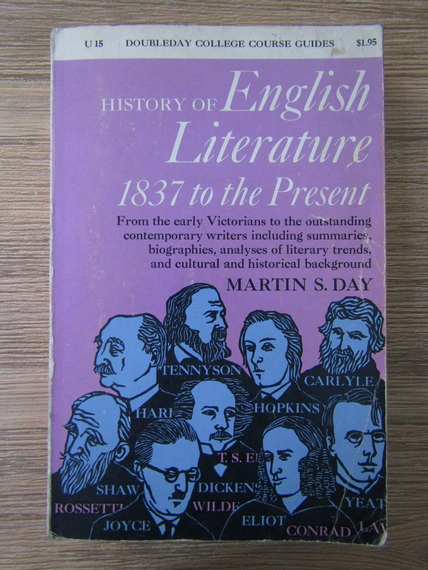 U 15 DOUBLEDAY COLLEGE COURSE GUIDES $1.95
HISTORY OF English
Literature
1837 to the Present
From the early Victorians to the outstanding
contemporary writers including summaries,
biographies, analyses of literary trends,
and cultural and historical background
MARTIN S. DAY
TENNYSON
CARLYLE
HOPKINS
T. S. E
SHAW
DICKEN
ROSSETTI
WILDE
YEAT
JOYCE
ELIOT
CONRAD